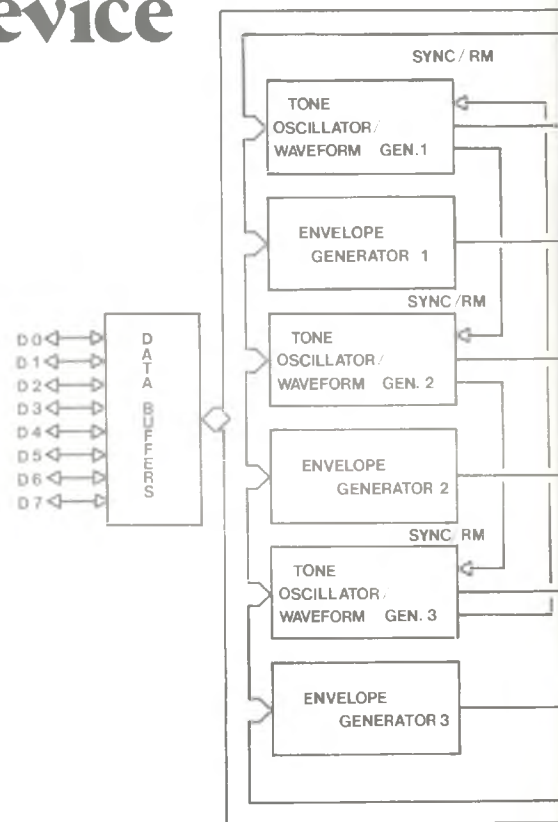 evice
SYNC / RM
TONE
OSCILLATOR/
WAVEFORM GEN.1
ENVELOPE
GENERATOR 1
SYNC/RM
TONE
OSCILLATOR/
WAVEFORM GEN. 2
ENVELOPE
GENERATOR 2
SYNC/RM
TONE
OSCILLATOR/
WAVEFORM GEN. 3
ENVELOPE
GENERATOR 3
DATA BUFFERS
D0
D1
D2
D3
D4
D5
D6
D7